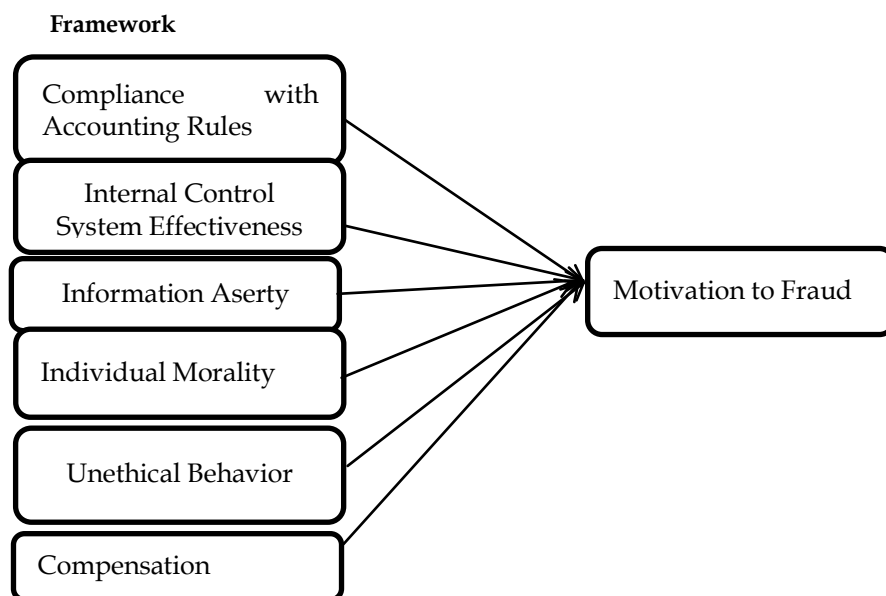 Framework
Compliance with
Accounting Rules
Internal Control
System Effectiveness
Information Aserty
Individual Morality
Unethical Behavior
Compensation
Motivation to Fraud